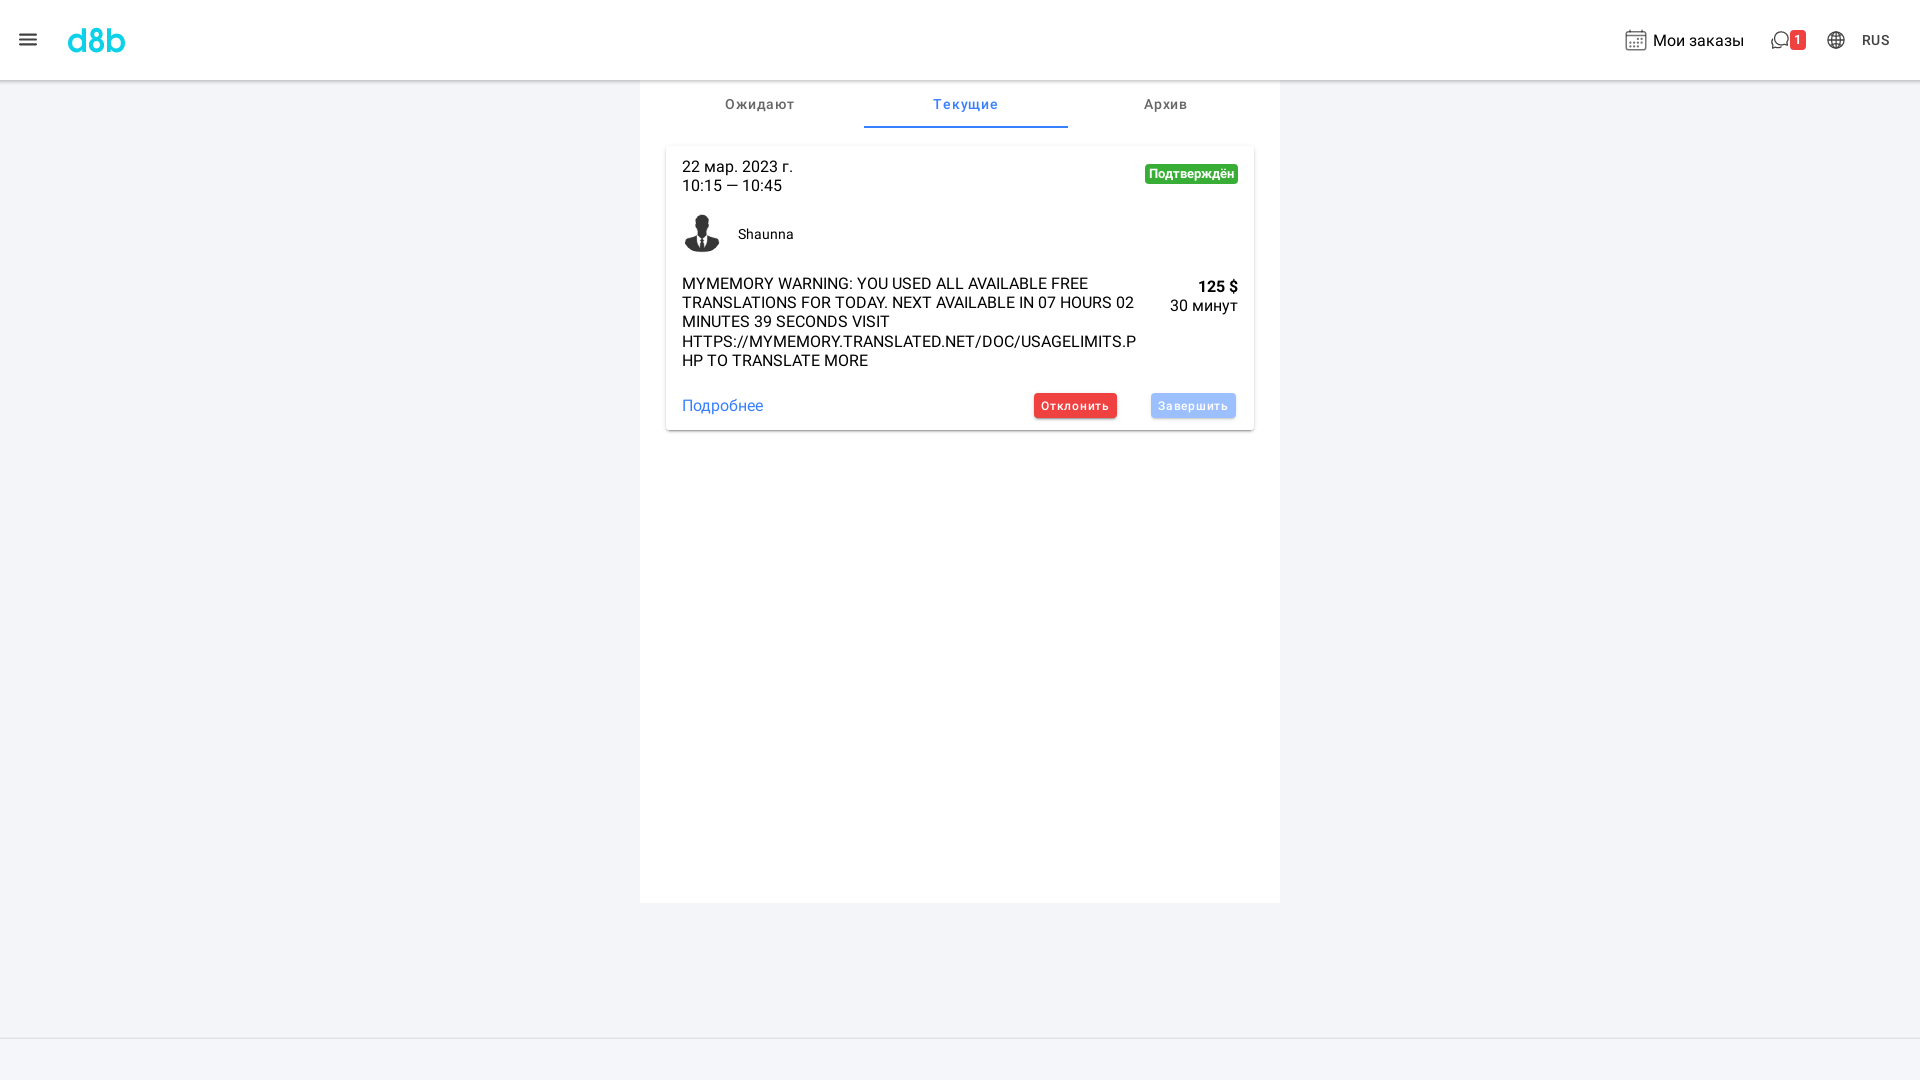 d8b
Мои заказы
1
RUS
Ожидают
Текущие
Архив
22 мар. 2023 г.
10:15 — 10:45
Подтверждён
Shaunna
MYMEMORY WARNING: YOU USED ALL AVAILABLE FREE
TRANSLATIONS FOR TODAY. NEXT AVAILABLE IN 07 HOURS 02
MINUTES 39 SECONDS VISIT
HTTPS://MYMEMORY.TRANSLATED.NET/DOC/USAGELIMITS.P
HP TO TRANSLATE MORE
125 $
30 минут
Подробнее
Отклонить
Завершить